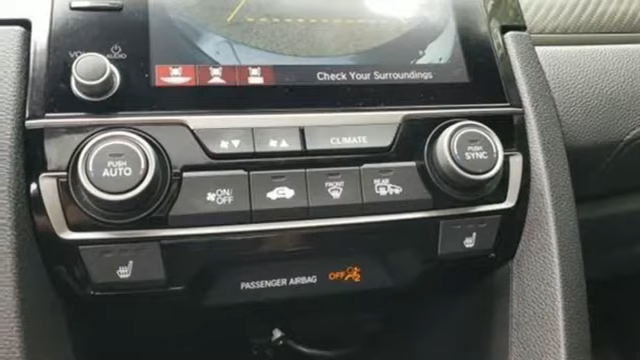 VOL
AUDIO
Check Your Surroundings
PUSH
AUTO
CLIMATE
PUSH
SYNC
ON/
OFF
FRONT
REAR
PASSENGER AIRBAG OFF